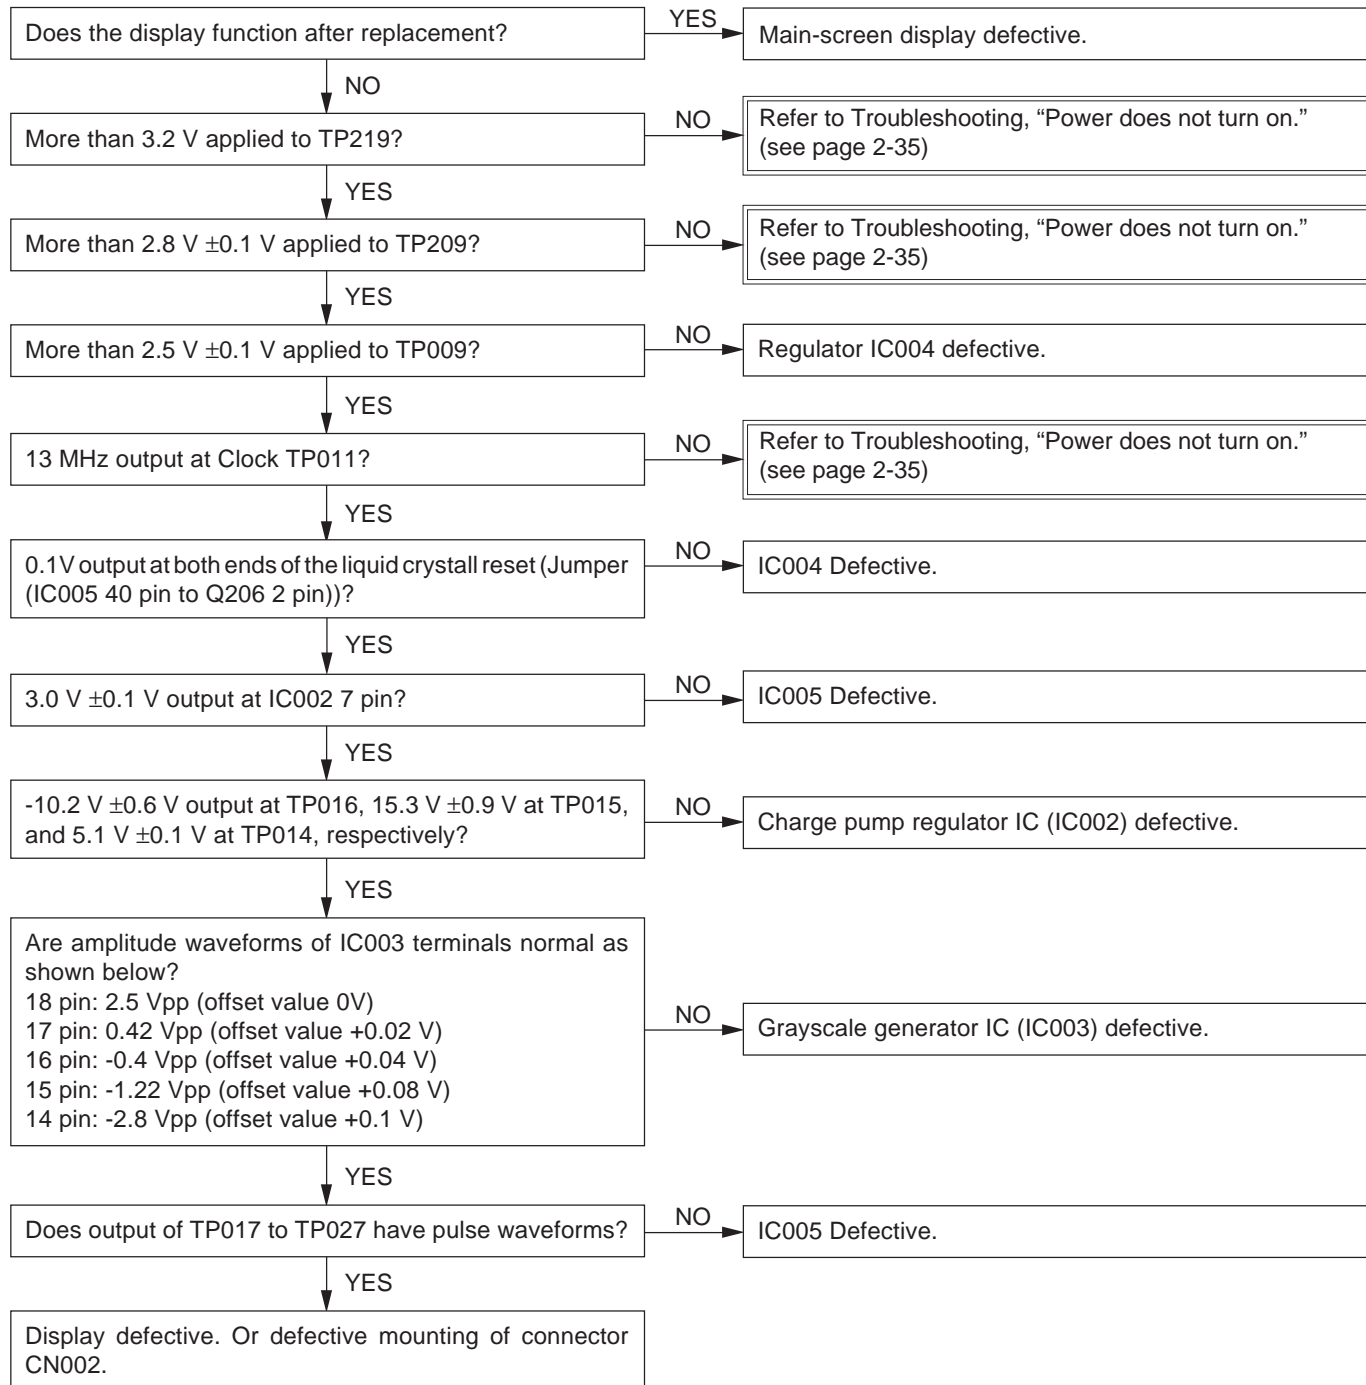 Does the display function after replacement?
YES
Main-screen display defective.
NO
More than 3.2 V applied to TP219?
NO
Refer to Troubleshooting, “Power does not turn on.”
(see page 2-35)
YES
More than 2.8 V ±0.1 V applied to TP209?
NO
Refer to Troubleshooting, “Power does not turn on.”
(see page 2-35)
YES
More than 2.5 V ±0.1 V applied to TP009?
NO
Regulator IC004 defective.
YES
13 MHz output at Clock TP011?
NO
Refer to Troubleshooting, “Power does not turn on.”
(see page 2-35)
YES
0.1V output at both ends of the liquid crystall reset (Jumper
(IC005 40 pin to Q206 2 pin))?
NO
IC004 Defective.
YES
3.0 V ±0.1 V output at IC002 7 pin?
NO
IC005 Defective.
YES
-10.2 V ±0.6 V output at TP016, 15.3 V ±0.9 V at TP015,
and 5.1 V ±0.1 V at TP014, respectively?
NO
Charge pump regulator IC (IC002) defective.
YES
Are amplitude waveforms of IC003 terminals normal as
shown below?
18 pin: 2.5 Vpp (offset value 0V)
17 pin: 0.42 Vpp (offset value +0.02 V)
16 pin: -0.4 Vpp (offset value +0.04 V)
15 pin: -1.22 Vpp (offset value +0.08 V)
14 pin: -2.8 Vpp (offset value +0.1 V)
NO
Grayscale generator IC (IC003) defective.
YES
Does output of TP017 to TP027 have pulse waveforms?
NO
IC005 Defective.
YES
Display defective. Or defective mounting of connector
CN002.